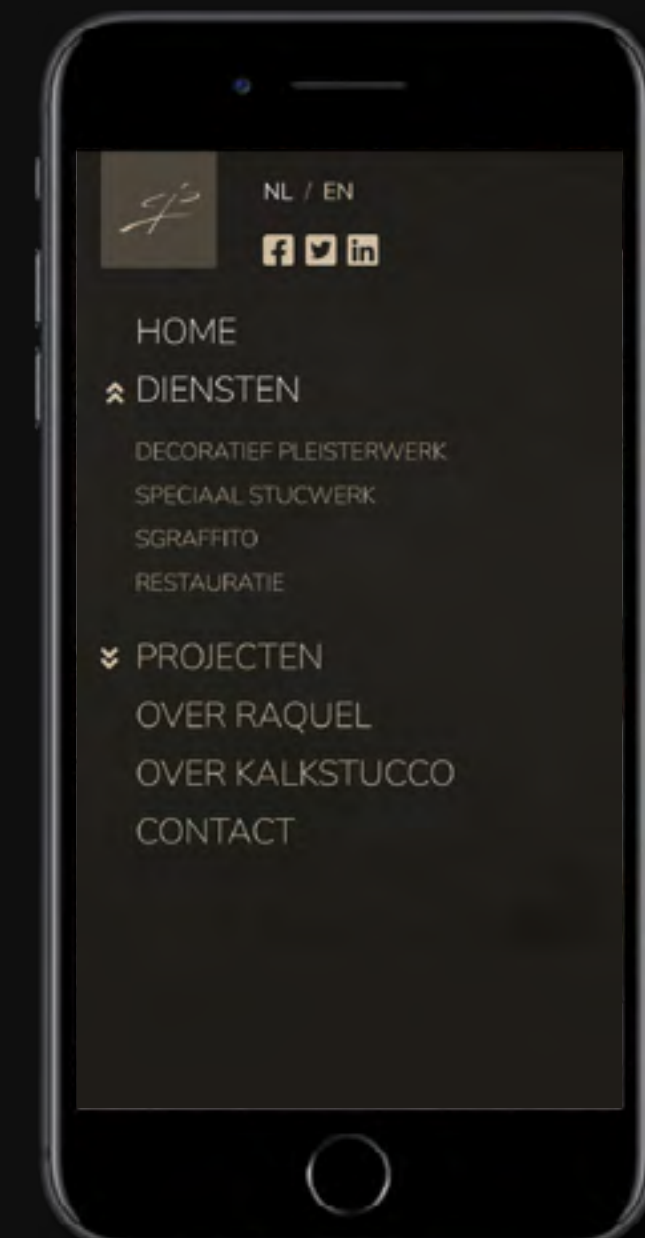 NL / EN
HOME
DIENSTEN
DECORATIEF PLEISTERWERK
SPECIAAL STUCWERK
SGRAFFITO
RESTAURATIE
PROJECTEN
OVER RAQUEL
OVER KALKSTUCCO
CONTACT